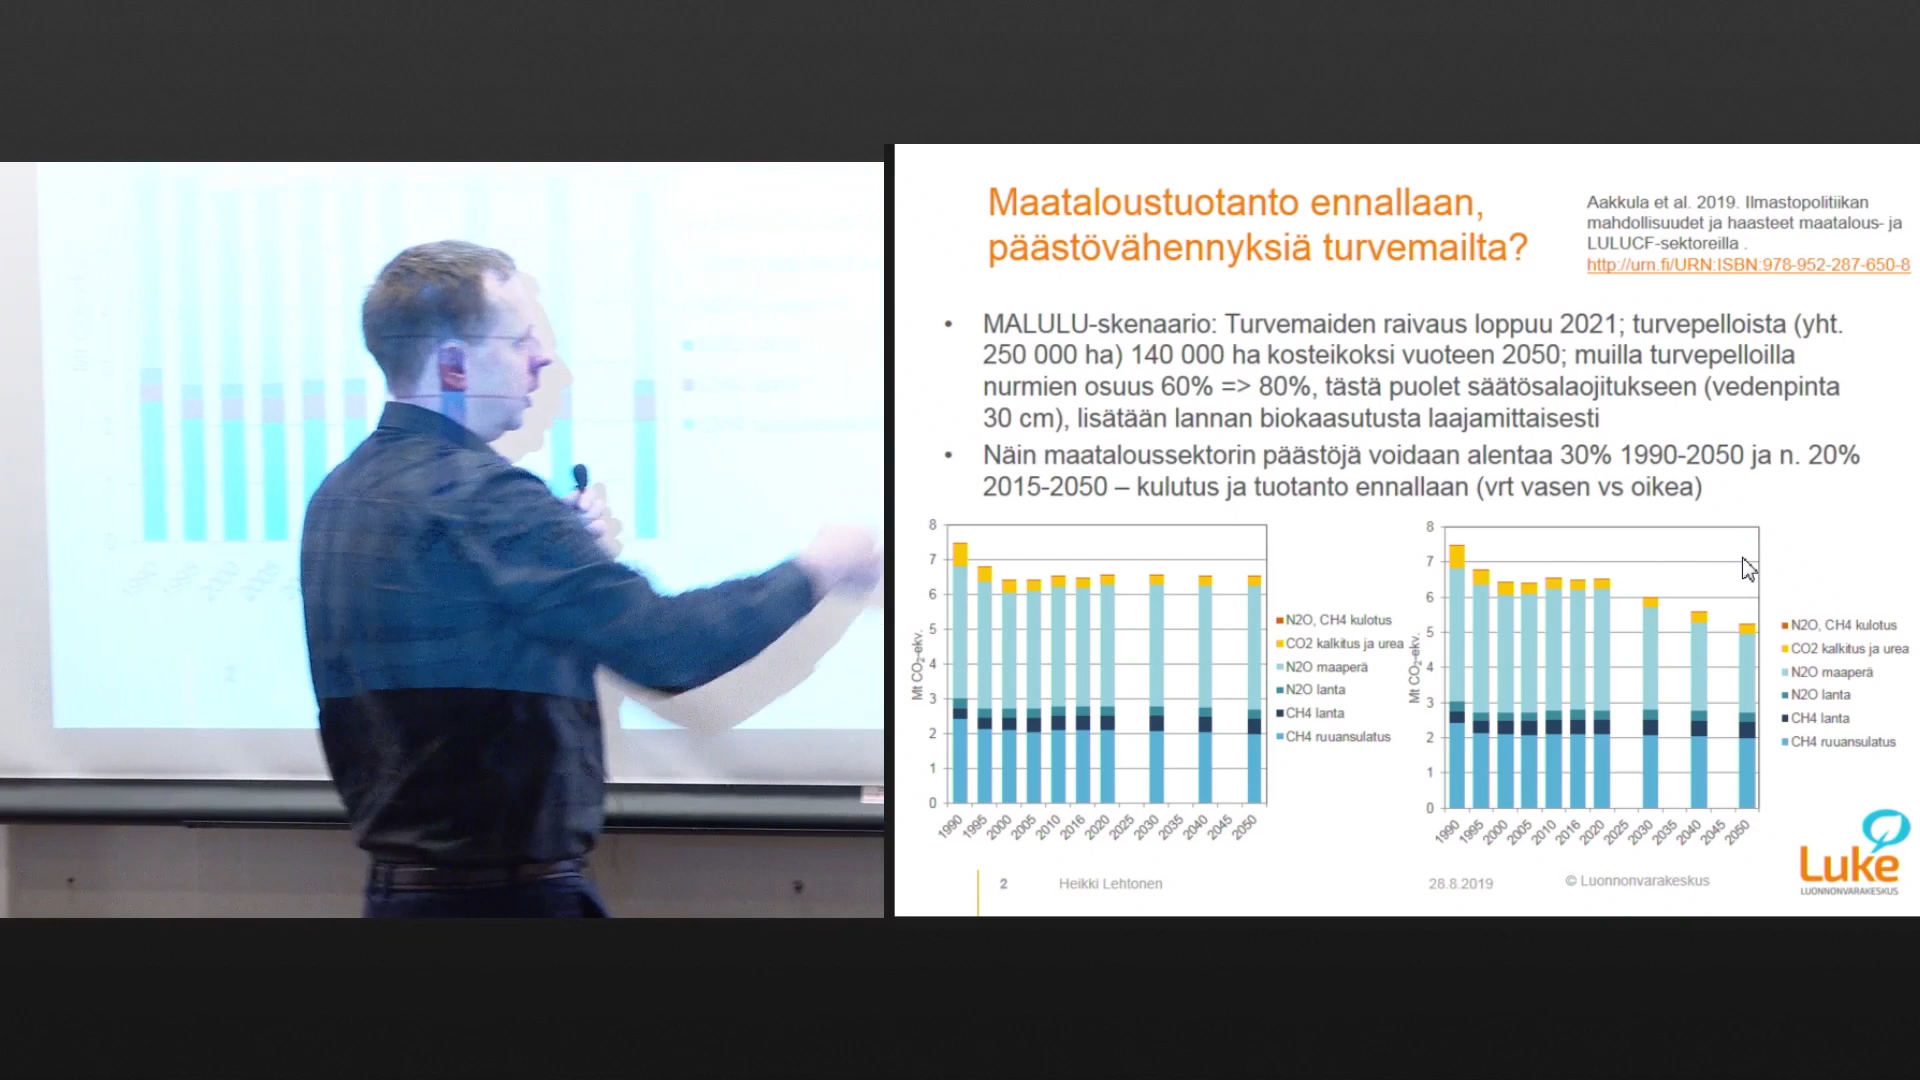 Maataloustuotanto ennallaan,
päästövähennyksiä turvemailta?
Aakkula et al. 2019. Ilmastopolitiikan
mahdollisuudet ja haasteet maatalous- ja
LULUCF-sektoreilla .
http://urn.fi/URN:ISBN:978-952-287-650-8
• MALULU-skenaario: Turvemaiden raivaus loppuu 2021; turvepelloista (yht.
250 000 ha) 140 000 ha kosteikoksi vuoteen 2050; muilla turvepelloilla
nurmien osuus 60% => 80%, tästä puolet säätösalaojitukseen (vedenpinta
30 cm), lisätään lannan biokaasutusta laajamittaisesti
• Näin maataloussektorin päästöjä voidaan alentaa 30% 1990-2050 ja n. 20%
2015-2050 – kulutus ja tuotanto ennallaan (vrt vasen vs oikea)
8
7
6
5
4
3
2
1
0
Mt CO2-ekv.
1990 1995 2000 2005 2010 2016 2020 2025 2030 2035 2040 2045 2050
N2O, CH4 kulotus
CO2 kalkitus ja urea
N2O maaperä
N2O lanta
CH4 lanta
CH4 ruuansulatus
8
7
6
5
4
3
2
1
0
Mt CO2-ekv.
1990 1995 2000 2005 2010 2016 2020 2025 2030 2035 2040 2045 2050
N2O, CH4 kulotus
CO2 kalkitus ja urea
N2O maaperä
N2O lanta
CH4 lanta
CH4 ruuansulatus
2 Heikki Lehtonen 28.8.2019 © Luonnonvarakeskus
Luke
LUONNONVARAKESKUS
1990 1995 2000 2005